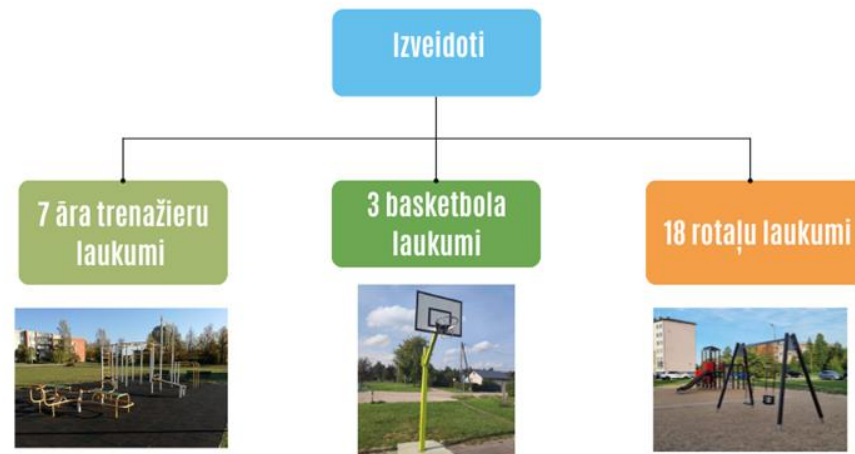 Izveidoti
7 āra trenažieru
laukumi
3 basketbola
laukumi
18 rotaļu laukumi